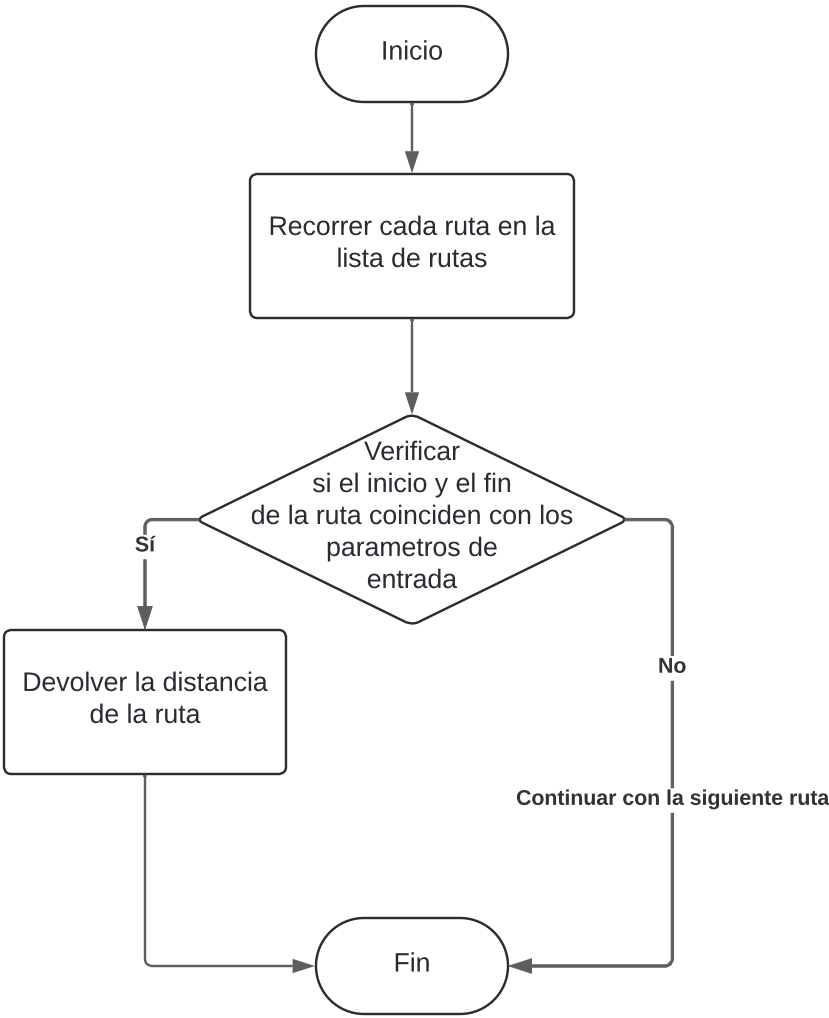 Inicio
Recorrer cada ruta en la
lista de rutas
Verificar
si el inicio y el fin
de la ruta coinciden con los
parametros de
entrada
Sí
No
Devolver la distancia
de la ruta
Continuar con la siguiente ruta
Fin